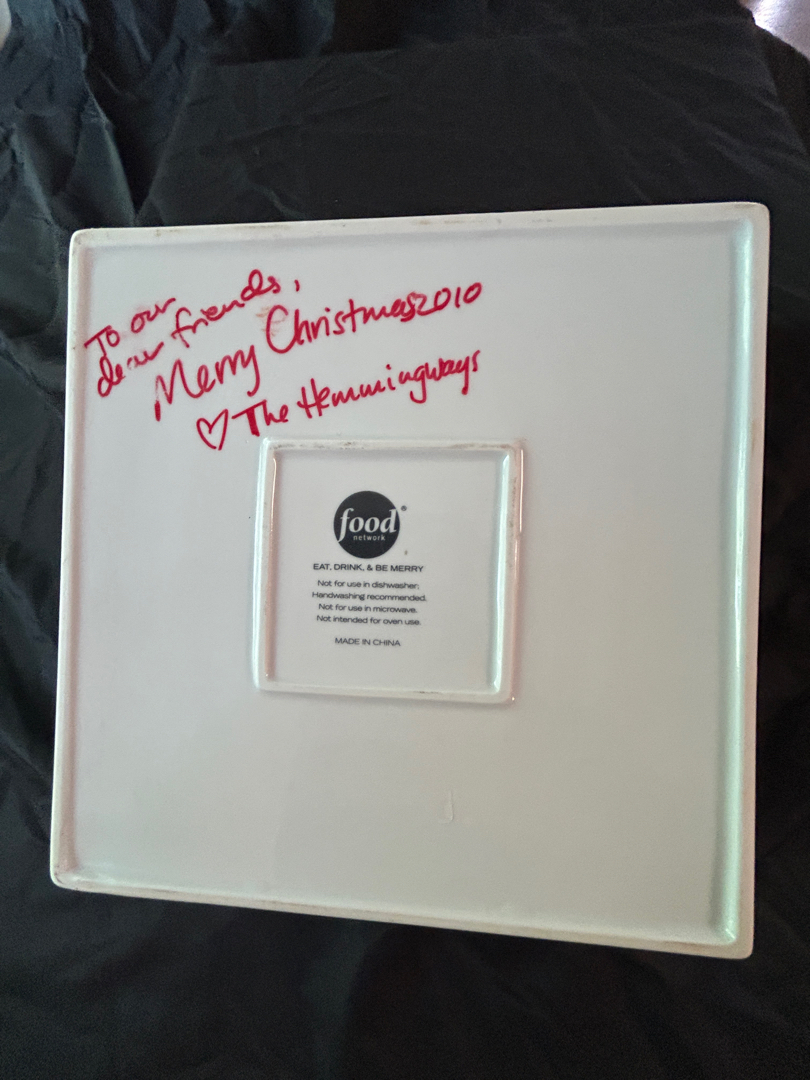 To our
dear friends,
Merry Christmas 2010
♡ The Hemmingways
food®
network
EAT, DRINK, & BE MERRY
Not for use in dishwasher;
Handwashing recommended.
Not for use in microwave.
Not intended for oven use.
MADE IN CHINA